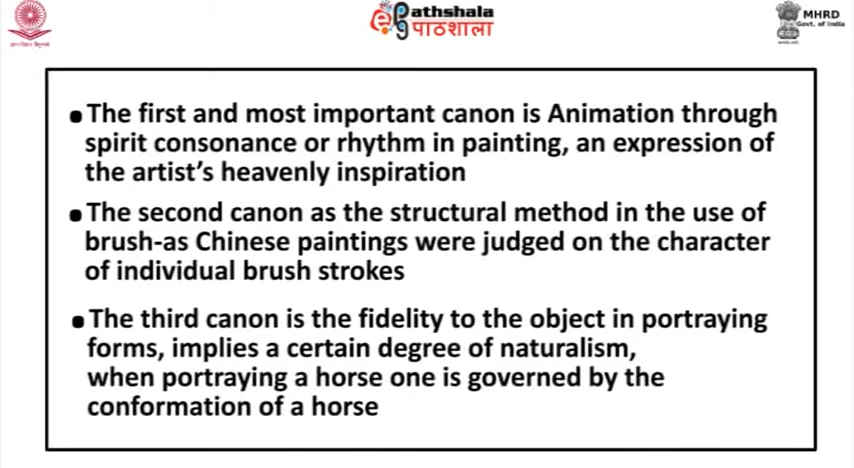 ePathshala
पाठशाला
MHRD
Govt. of India
• The first and most important canon is Animation through
spirit consonance or rhythm in painting, an expression of
the artist's heavenly inspiration
• The second canon as the structural method in the use of
brush-as Chinese paintings were judged on the character
of individual brush strokes
• The third canon is the fidelity to the object in portraying
forms, implies a certain degree of naturalism,
when portraying a horse one is governed by the
conformation of a horse